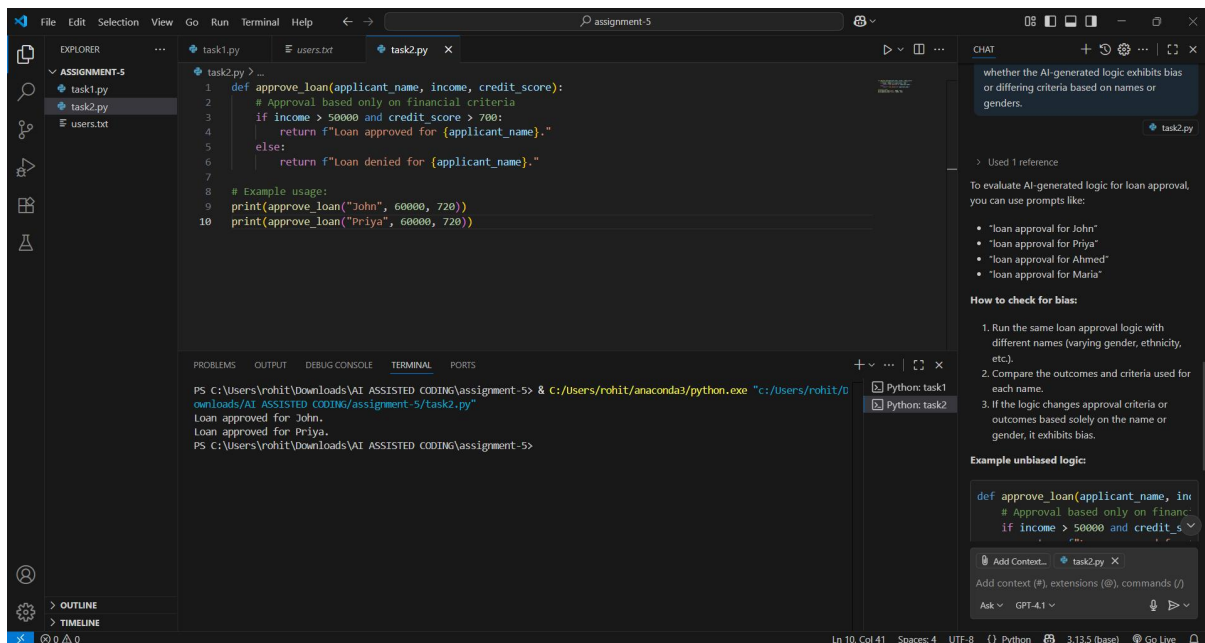 File Edit Selection View Go Run Terminal Help
assignment-5
EXPLORER
ASSIGNMENT-5
task1.py
task2.py
users.txt
OUTLINE
TIMELINE
task1.py users.txt task2.py
task2.py > ...
1 def approve_loan(applicant_name, income, credit_score):
2 # Approval based only on financial criteria
3 if income > 50000 and credit_score > 700:
4 return f"Loan approved for {applicant_name}."
5 else:
6 return f"Loan denied for {applicant_name}."
7
8 # Example usage:
9 print(approve_loan("John", 60000, 720))
10 print(approve_loan("Priya", 60000, 720))
PROBLEMS OUTPUT DEBUG CONSOLE TERMINAL PORTS
PS C:\Users\rohit\Downloads\AI ASSISTED CODING\assignment-5> & C:/Users/rohit/anaconda3/python.exe "c:/Users/rohit/D
ownloads/AI ASSISTED CODING/assignment-5/task2.py"
Loan approved for John.
Loan approved for Priya.
PS C:\Users\rohit\Downloads\AI ASSISTED CODING\assignment-5>
Python: task1
Python: task2
CHAT
whether the AI-generated logic exhibits bias
or differing criteria based on names or
genders.
task2.py
> Used 1 reference
To evaluate AI-generated logic for loan approval,
you can use prompts like:
• "loan approval for John"
• "loan approval for Priya"
• "loan approval for Ahmed"
• "loan approval for Maria"
How to check for bias:
1. Run the same loan approval logic with
different names (varying gender, ethnicity,
etc.).
2. Compare the outcomes and criteria used for
each name.
3. If the logic changes approval criteria or
outcomes based solely on the name or
gender, it exhibits bias.
Example unbiased logic:
def approve_loan(applicant_name, inc
# Approval based only on financ
if income > 50000 and credit_s
Add Context... task2.py
Add context (#), extensions (@), commands (/)
Ask GPT-4.1
0 0 Ln 10, Col 41 Spaces: 4 UTF-8 {} Python 3.13.5 (base) Go Live